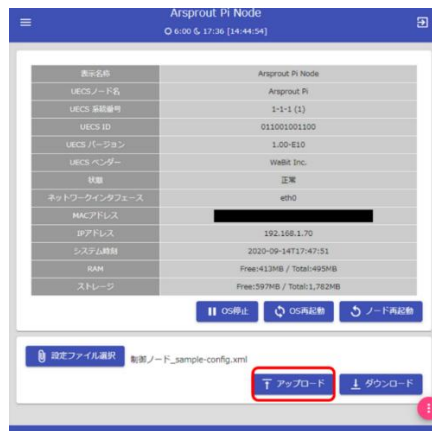 Arsprout Pi Node
6:00 17:36 [14:44:54]
表示名称 Arsprout Pi Node
UECSノード名 Arsprout Pi
UECS 系統番号 1-1-1 (1)
UECS ID 011001001100
UECS バージョン 1.00-E10
UECS ベンダー WaBit Inc.
状態 正常
ネットワークインタフェース eth0
MACアドレス
IPアドレス 192.168.1.70
システム時刻 2020-09-14T17:47:51
RAM Free:413MB / Total:495MB
ストレージ Free:597MB / Total:1,782MB
OS停止 OS再起動 ノード再起動
設定ファイル選択 制御ノード_sample-config.xml
アップロード ダウンロード